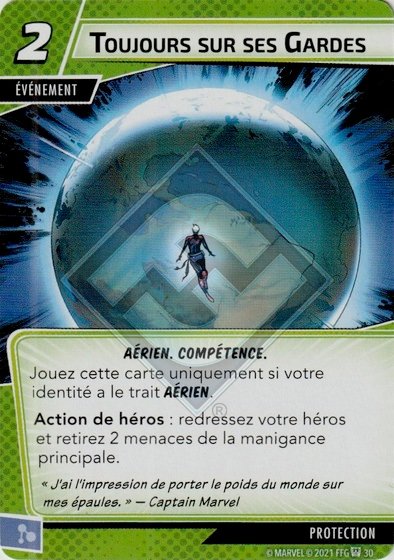 2
TOUJOURS SUR SES GARDES
ÉVÉNEMENT
AÉRIEN. COMPÉTENCE.
Jouez cette carte uniquement si votre
identité a le trait AÉRIEN.
Action de héros : redressez votre héros
et retirez 2 menaces de la manigance
principale.
« J'ai l'impression de porter le poids du monde sur
mes épaules. » — Captain Marvel
PROTECTION
© MARVEL © 2021 FFG 30